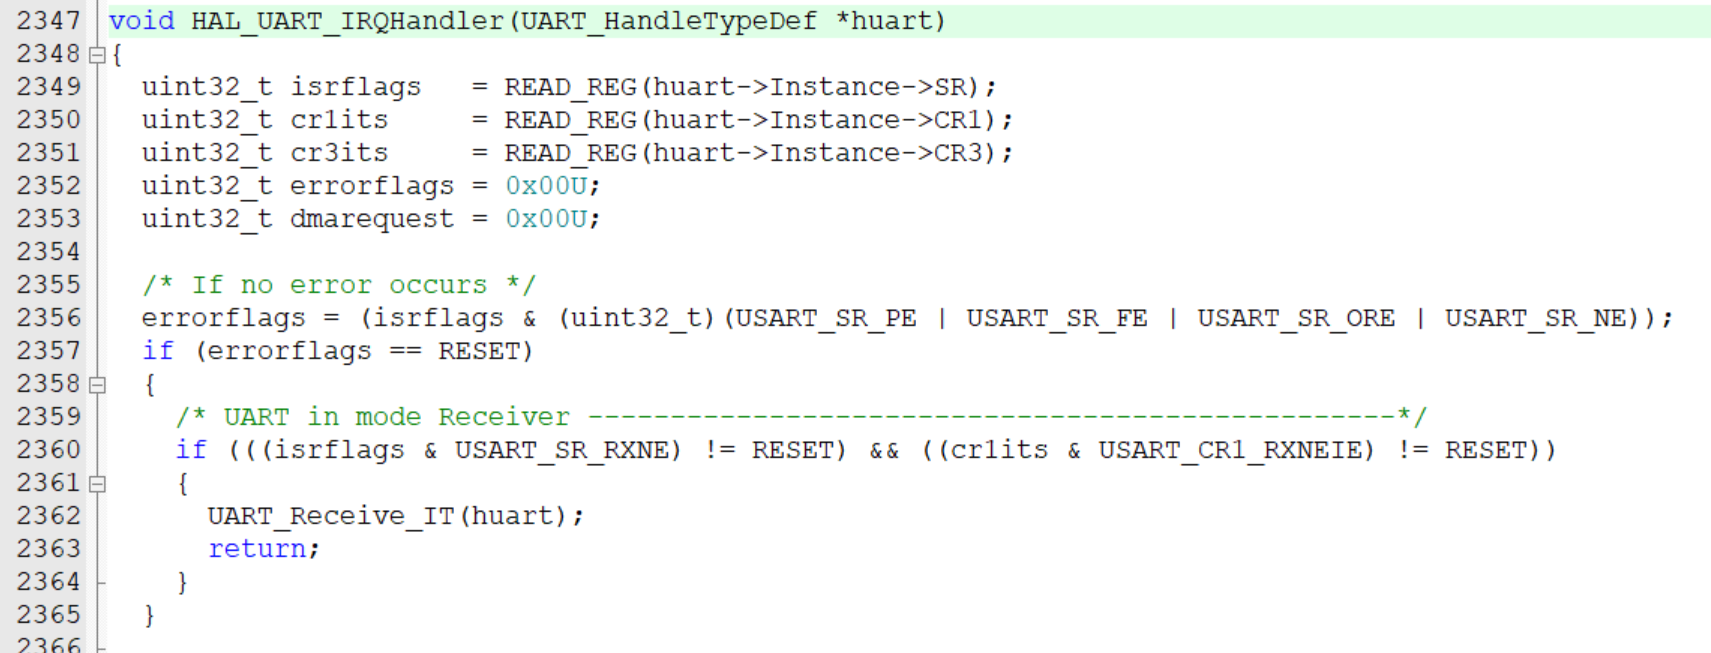 2347 void HAL_UART_IRQHandler(UART_HandleTypeDef *huart)
2348 {
2349 uint32_t isrflags   = READ_REG(huart->Instance->SR);
2350 uint32_t cr1its     = READ_REG(huart->Instance->CR1);
2351 uint32_t cr3its     = READ_REG(huart->Instance->CR3);
2352 uint32_t errorflags = 0x00U;
2353 uint32_t dmarequest = 0x00U;
2354
2355 /* If no error occurs */
2356 errorflags = (isrflags & (uint32_t)(USART_SR_PE | USART_SR_FE | USART_SR_ORE | USART_SR_NE));
2357 if (errorflags == RESET)
2358 {
2359 /* UART in mode Receiver -------------------------------------------------*/
2360 if (((isrflags & USART_SR_RXNE) != RESET) && ((cr1its & USART_CR1_RXNEIE) != RESET))
2361 {
2362 UART_Receive_IT(huart);
2363 return;
2364 }
2365 }
2366